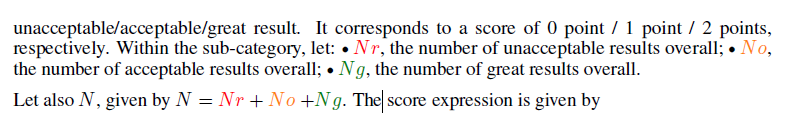 unacceptable/acceptable/great result. It corresponds to a score of 0 point / 1 point / 2 points,
respectively. Within the sub-category, let: • Nr, the number of unacceptable results overall; • No,
the number of acceptable results overall; • Ng, the number of great results overall.
Let also N, given by N = Nr + No +Ng. The score expression is given by